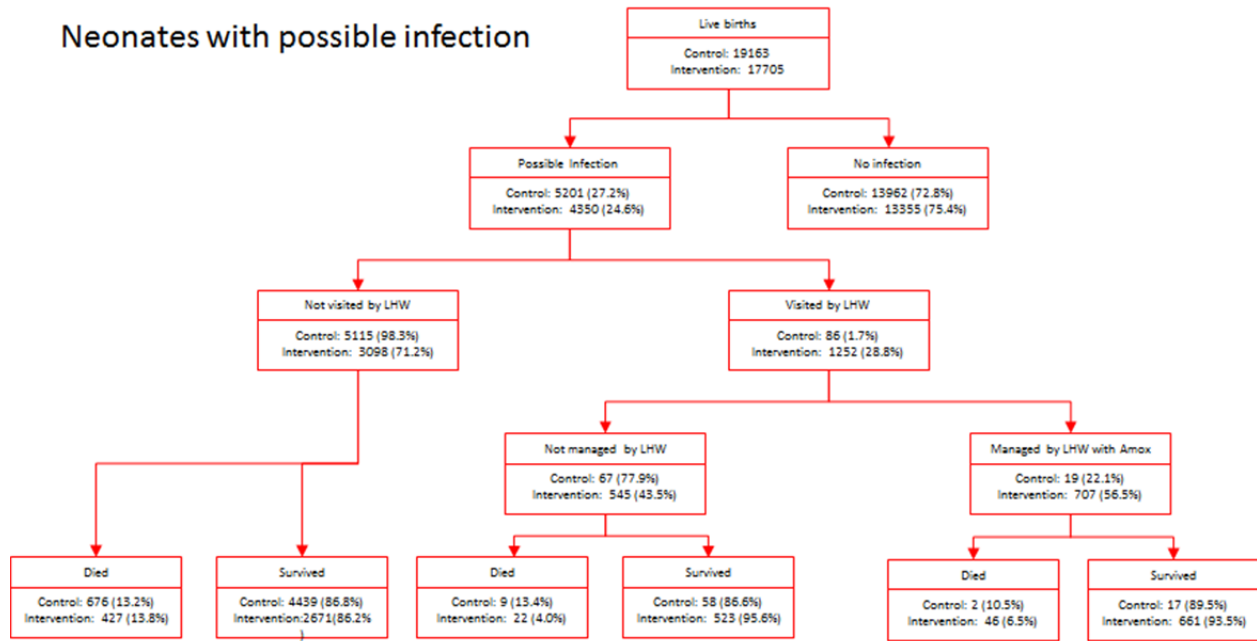 Neonates with possible infection
Live births
Control: 19163
Intervention: 17705
Possible Infection
Control: 5201 (27.2%)
Intervention: 4350 (24.6%)
No infection
Control: 13962 (72.8%)
Intervention: 13355 (75.4%)
Not visited by LHW
Control: 5115 (98.3%)
Intervention: 3098 (71.2%)
Visited by LHW
Control: 86 (1.7%)
Intervention: 1252 (28.8%)
Not managed by LHW
Control: 67 (77.9%)
Intervention: 545 (43.5%)
Managed by LHW with Amox
Control: 19 (22.1%)
Intervention: 707 (56.5%)
Died
Control: 676 (13.2%)
Intervention: 427 (13.8%)
Survived
Control: 4439 (86.8%)
Intervention:2671(86.2%
)
Died
Control: 9 (13.4%)
Intervention: 22 (4.0%)
Survived
Control: 58 (86.6%)
Intervention: 523 (95.6%)
Died
Control: 2 (10.5%)
Intervention: 46 (6.5%)
Survived
Control: 17 (89.5%)
Intervention: 661 (93.5%)